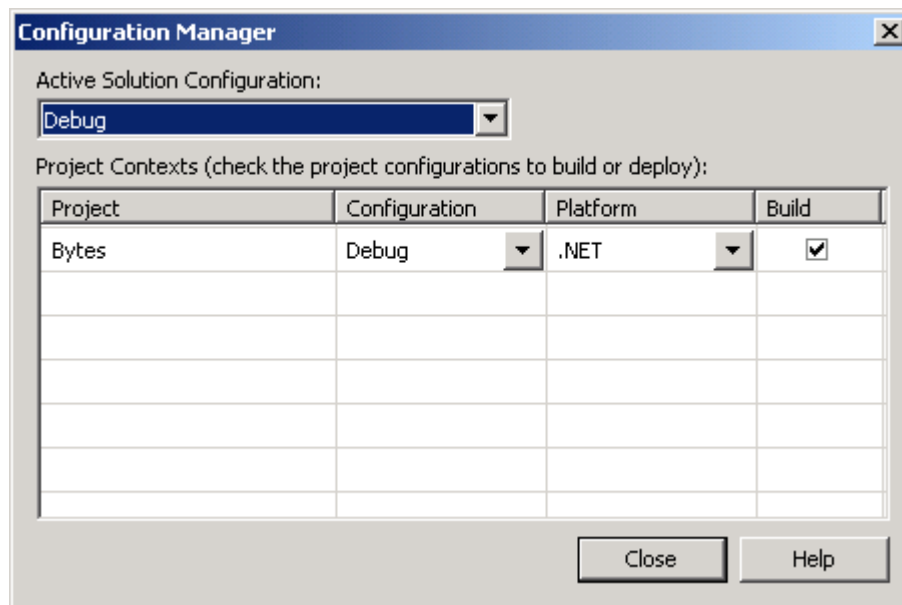 Configuration Manager
Active Solution Configuration:
Debug
Project Contexts (check the project configurations to build or deploy):
Project Configuration Platform Build
Bytes Debug .NET
Close Help